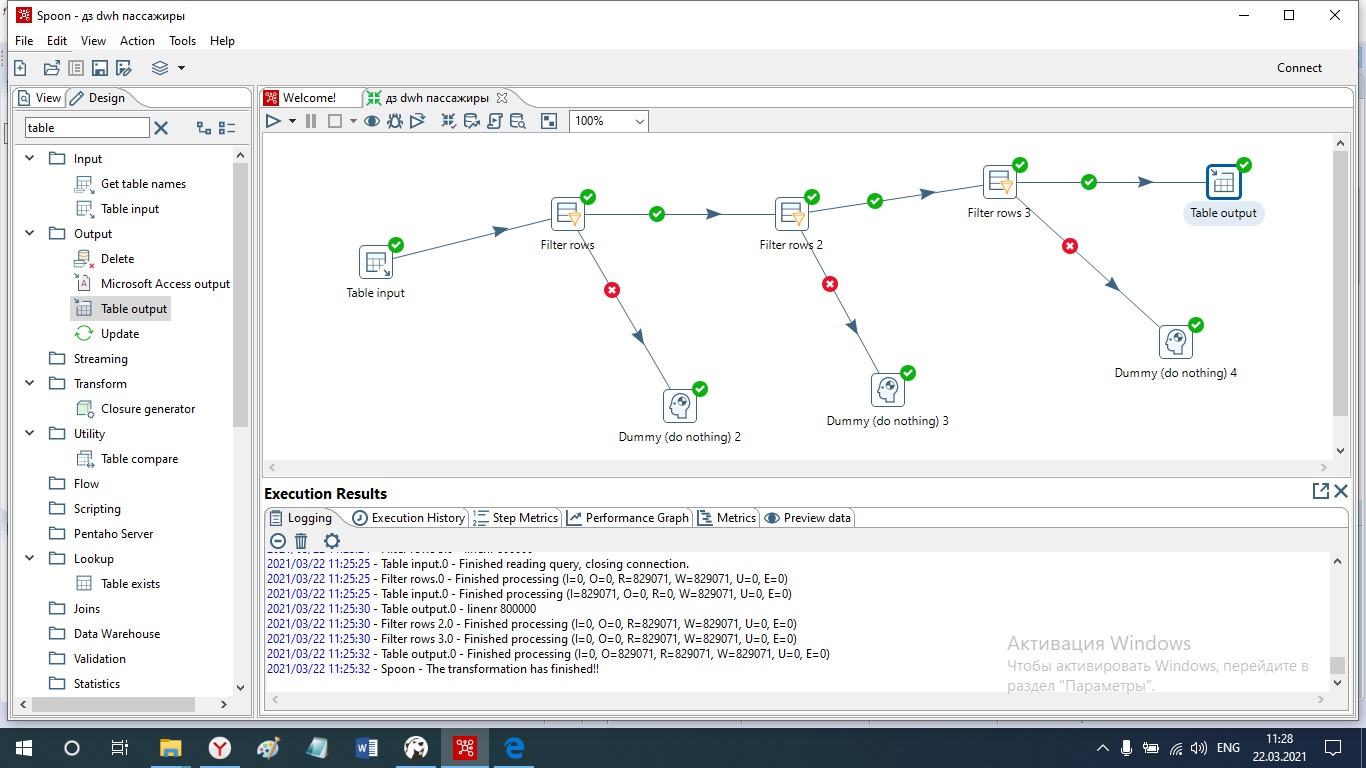 Spoon - дз dwh пассажиры
File Edit View Action Tools Help
Connect
View Design
Welcome! дз dwh пассажиры
table
100%
Input
Get table names
Table input
Output
Delete
Microsoft Access output
Table output
Update
Streaming
Transform
Closure generator
Utility
Table compare
Flow
Scripting
Pentaho Server
Lookup
Table exists
Joins
Data Warehouse
Validation
Statistics
Table input
Filter rows
Filter rows 2
Filter rows 3
Table output
Dummy (do nothing) 2
Dummy (do nothing) 3
Dummy (do nothing) 4
Execution Results
Logging Execution History Step Metrics Performance Graph Metrics Preview data
2021/03/22 11:25:25 - Table input.0 - Finished reading query, closing connection.
2021/03/22 11:25:25 - Filter rows.0 - Finished processing (I=0, O=0, R=829071, W=829071, U=0, E=0)
2021/03/22 11:25:25 - Table input.0 - Finished processing (I=829071, O=0, R=0, W=829071, U=0, E=0)
2021/03/22 11:25:30 - Table output.0 - linenr 800000
2021/03/22 11:25:30 - Filter rows 2.0 - Finished processing (I=0, O=0, R=829071, W=829071, U=0, E=0)
2021/03/22 11:25:30 - Filter rows 3.0 - Finished processing (I=0, O=0, R=829071, W=829071, U=0, E=0)
2021/03/22 11:25:32 - Table output.0 - Finished processing (I=0, O=829071, R=829071, W=829071, U=0, E=0)
2021/03/22 11:25:32 - Spoon - The transformation has finished!!
Активация Windows
Чтобы активировать Windows, перейдите в
раздел "Параметры".
ENG
11:28
22.03.2021